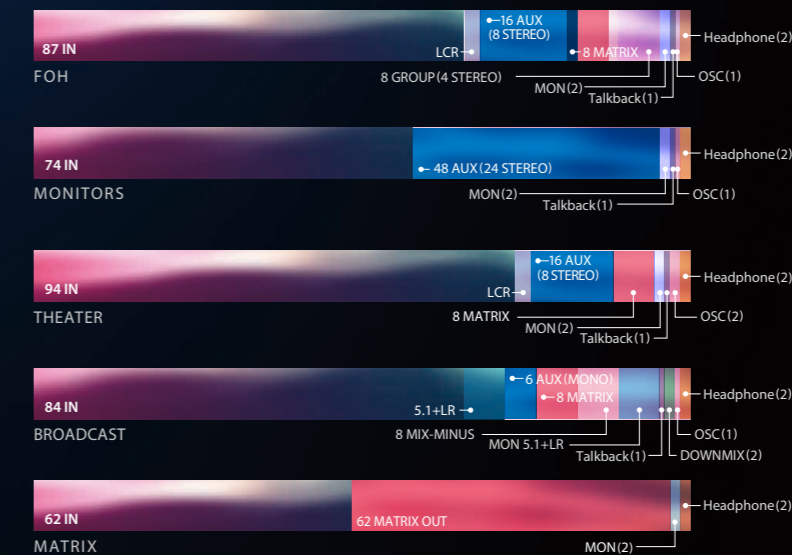 16 AUX
(8 STEREO)
Headphone(2)
87 IN
LCR
8 MATRIX
FOH
8 GROUP(4 STEREO)
OSC(1)
MON(2)
Talkback(1)
Headphone(2)
74 IN
48 AUX(24 STEREO)
MONITORS
MON(2)
OSC(1)
Talkback(1)
16 AUX
(8 STEREO)
Headphone(2)
94 IN
LCR
THEATER
8 MATRIX
OSC(2)
MON(2)
Talkback(1)
6 AUX(MONO)
8 MATRIX
Headphone(2)
84 IN
5.1+LR
BROADCAST
8 MIX-MINUS
OSC(1)
MON 5.1+LR
Talkback(1)
DOWNMIX(2)
Headphone(2)
62 IN
62 MATRIX OUT
MATRIX
MON(2)